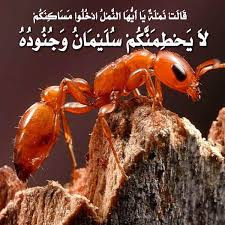 قَالَتْ نَمْلَةٌ يَا أَيُّهَا النَّمْلُ ادْخُلُوا مَسَاكِنَكُمْ
لَا يَحْطِمَنَّكُمْ سُلَيْمَانُ وَجُنُودُهُ